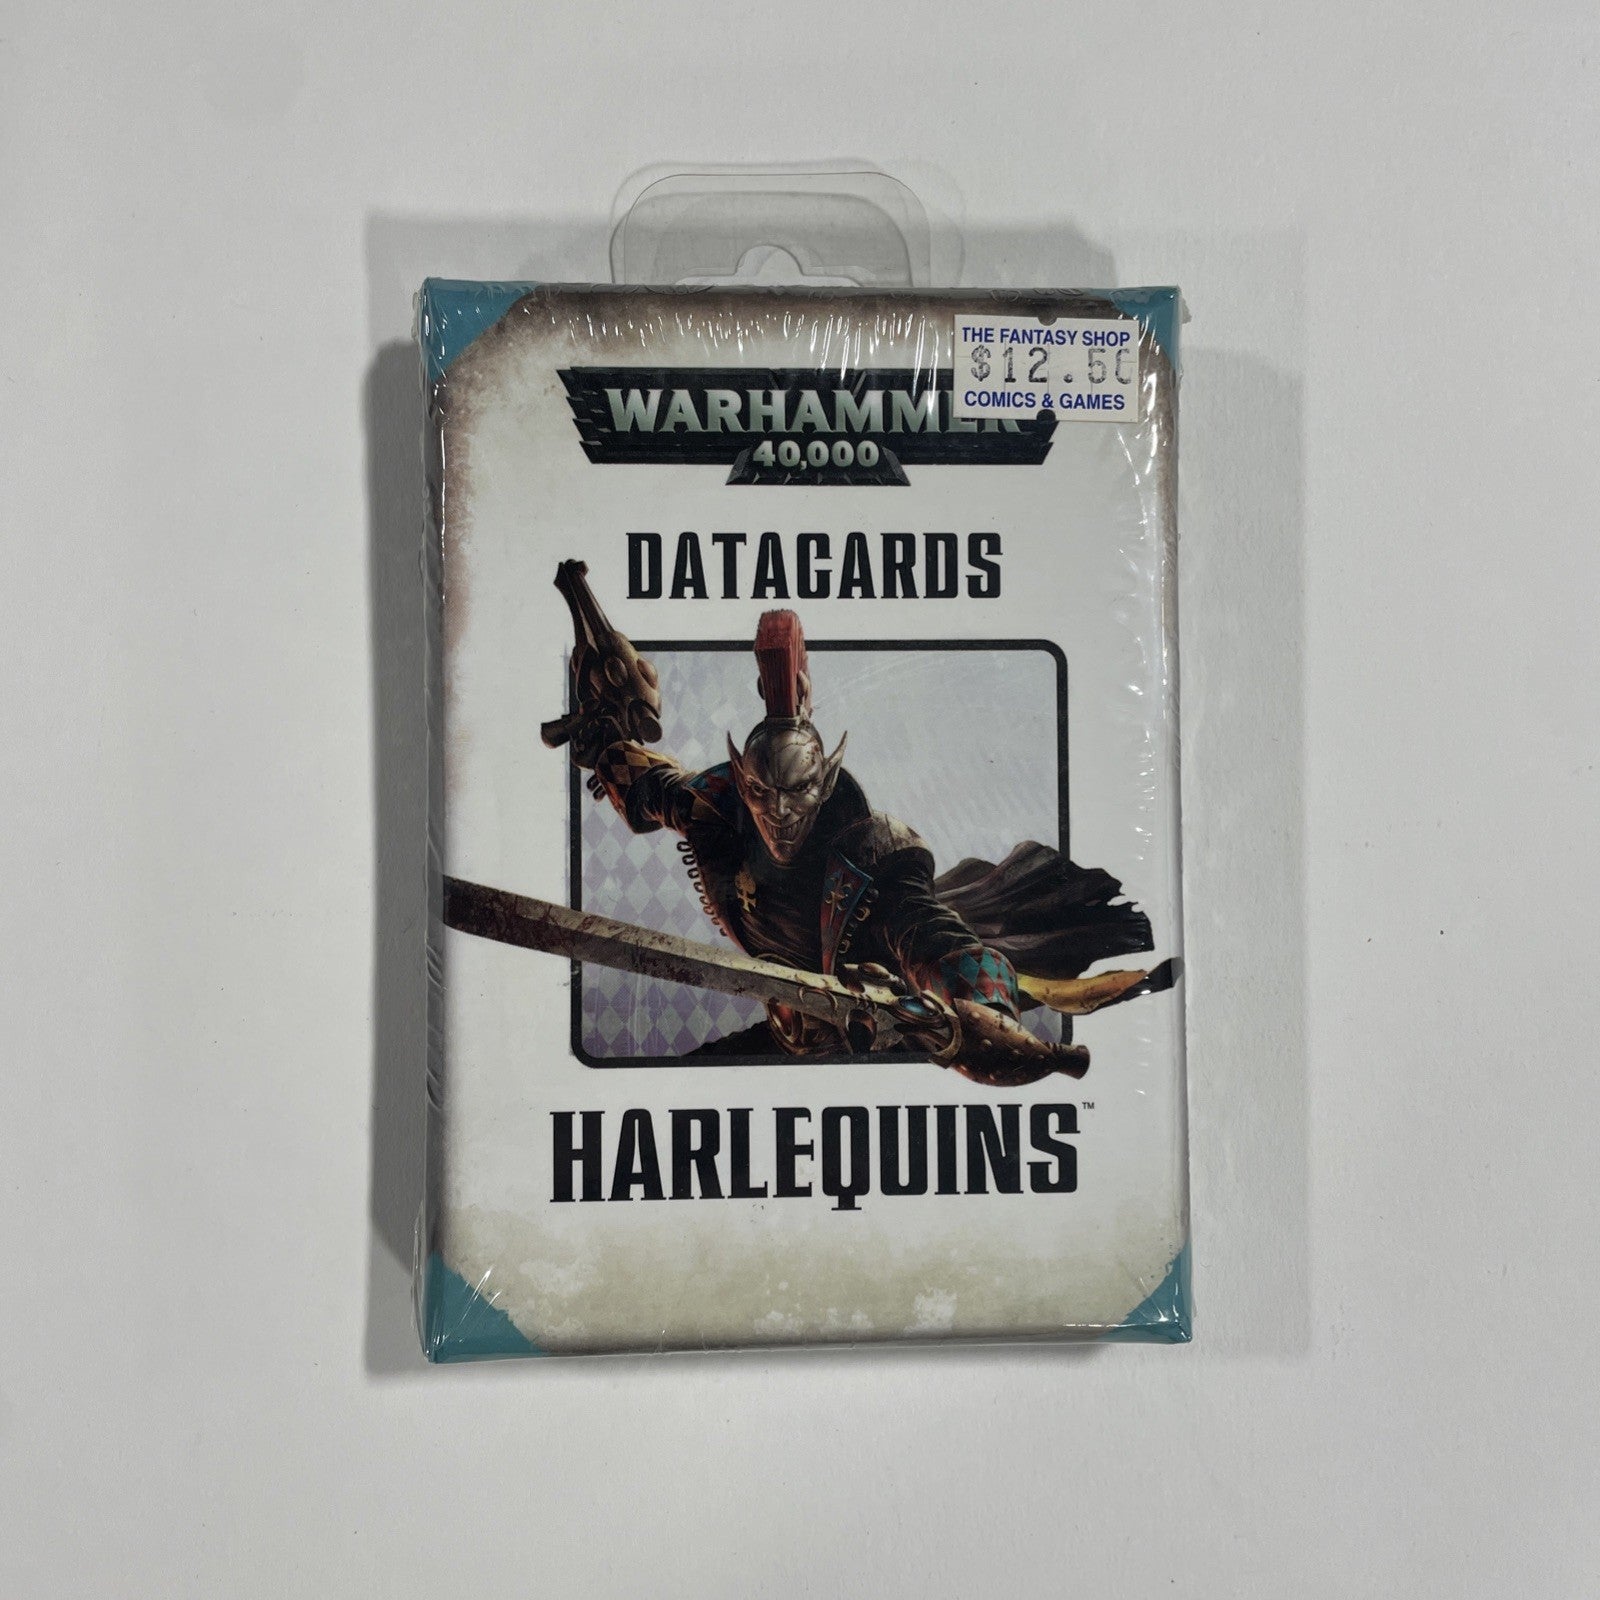 THE FANTASY SHOP
$12.50
COMICS & GAMES
WARHAMMER
40,000
DATACARDS
HARLEQUINS™